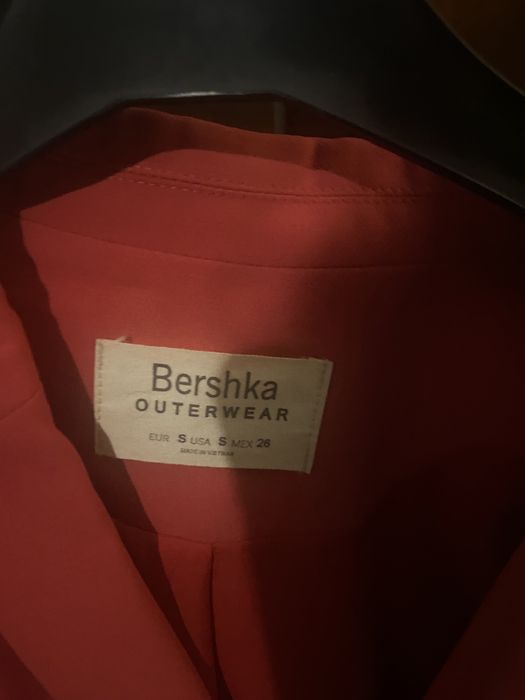 Bershka
OUTERWEAR
EUR S USA S MEX 26
MADE IN VIETNAM